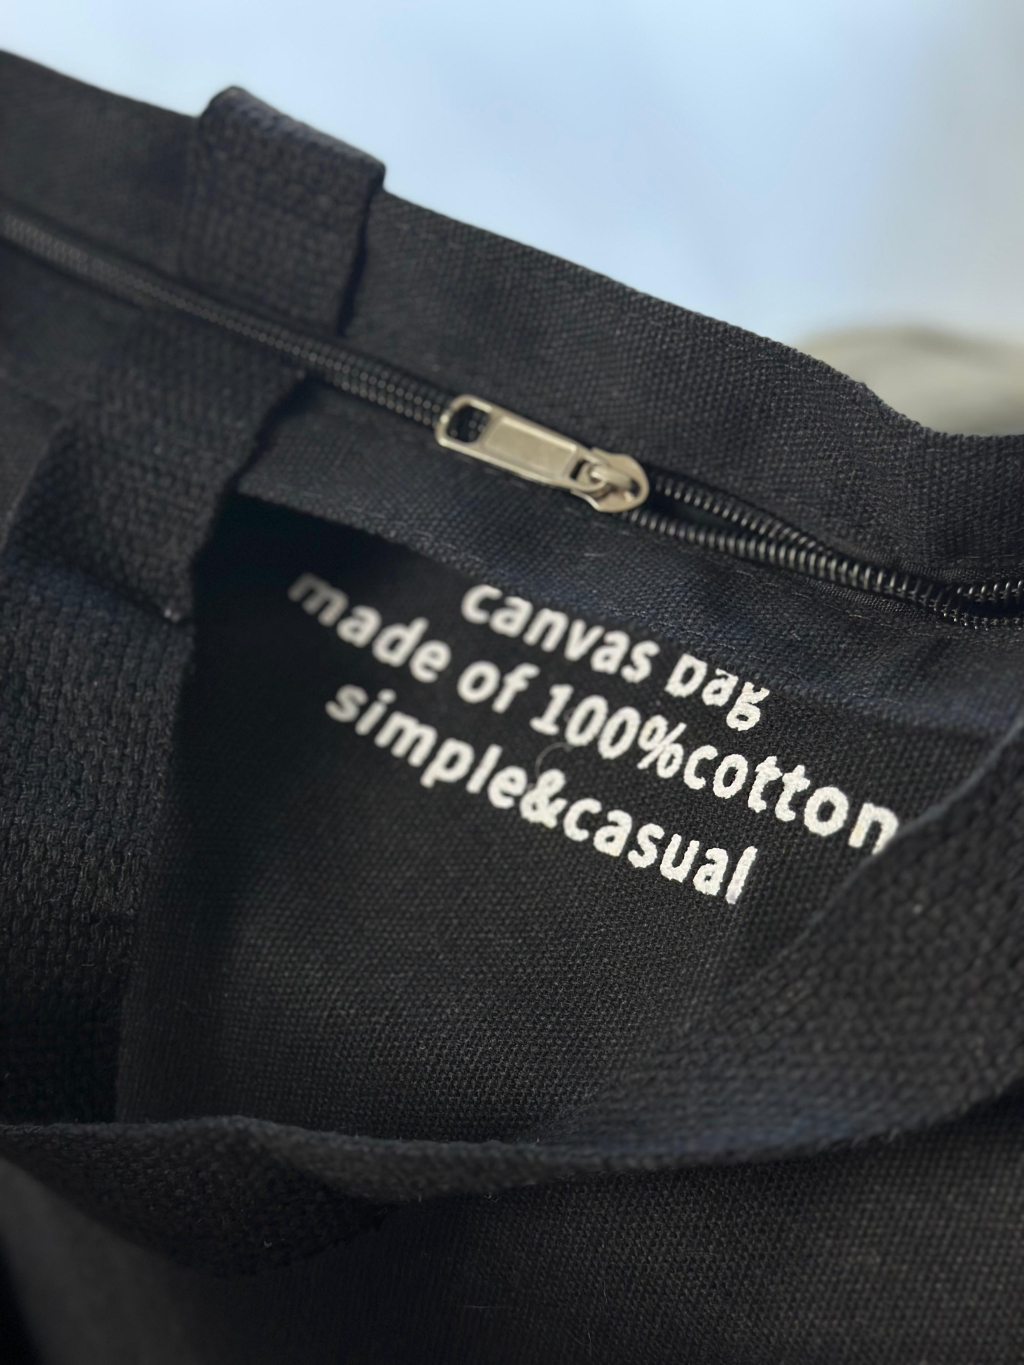 canvas bag
made of 100%cotton
simple&casual